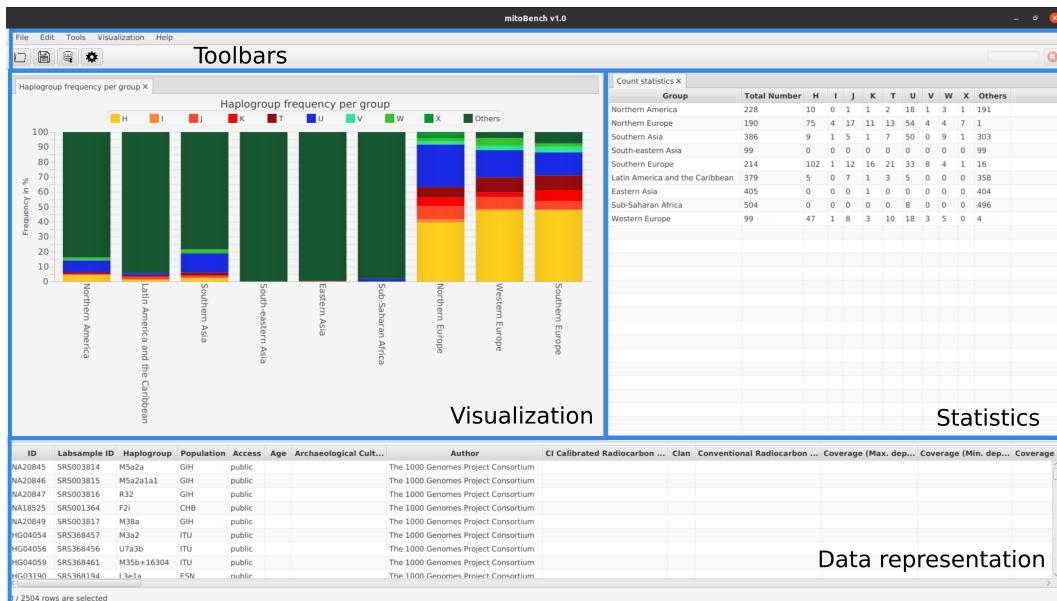 mitoBench v1.0
File Edit Tools Visualization Help
Toolbars
Haplogroup frequency per group ×
Haplogroup frequency per group
H I J K T U V W X Others
Frequency in %
100
90
80
70
60
50
40
30
20
10
0
Northern America
Latin America and the Caribbean
Southern Asia
South-eastern Asia
Eastern Asia
Sub-Saharan Africa
Northern Europe
Western Europe
Southern Europe
Visualization
Count statistics ×
Group Total Number H I J K T U V W X Others
Northern America 228 10 0 1 1 2 18 1 3 1 191
Northern Europe 190 75 4 17 11 13 54 4 4 7 1
Southern Asia 386 9 1 5 1 7 50 0 9 1 303
South-eastern Asia 99 0 0 0 0 0 0 0 0 0 99
Southern Europe 214 102 1 12 16 21 33 8 4 1 16
Latin America and the Caribbean 379 5 0 7 1 3 5 0 0 0 358
Eastern Asia 405 0 0 0 1 0 0 0 0 0 404
Sub-Saharan Africa 504 0 0 0 0 0 8 0 0 0 496
Western Europe 99 47 1 8 3 10 18 3 5 0 4
Statistics
ID Labsample ID Haplogroup Population Access Age Archaeological Cult... Author CI Calibrated Radiocarbon ... Clan Conventional Radiocarbon ... Coverage (Max. dep... Coverage (Min. dep... Coverage
NA20845 SRS003814 M5a2a GIH public The 1000 Genomes Project Consortium
NA20846 SRS003815 M5a2a1a1 GIH public The 1000 Genomes Project Consortium
NA20847 SRS003816 R32 GIH public The 1000 Genomes Project Consortium
NA18525 SRS001364 F2i CHB public The 1000 Genomes Project Consortium
NA20849 SRS003817 M38a GIH public The 1000 Genomes Project Consortium
HG04054 SRS368457 M3a2 ITU public The 1000 Genomes Project Consortium
HG04056 SRS368456 U7a3b ITU public The 1000 Genomes Project Consortium
HG04059 SRS368461 M35b+16304 ITU public The 1000 Genomes Project Consortium
HG03190 SRS368194 L3e1a ESN public The 1000 Genomes Project Consortium
Data representation
/ 2504 rows are selected